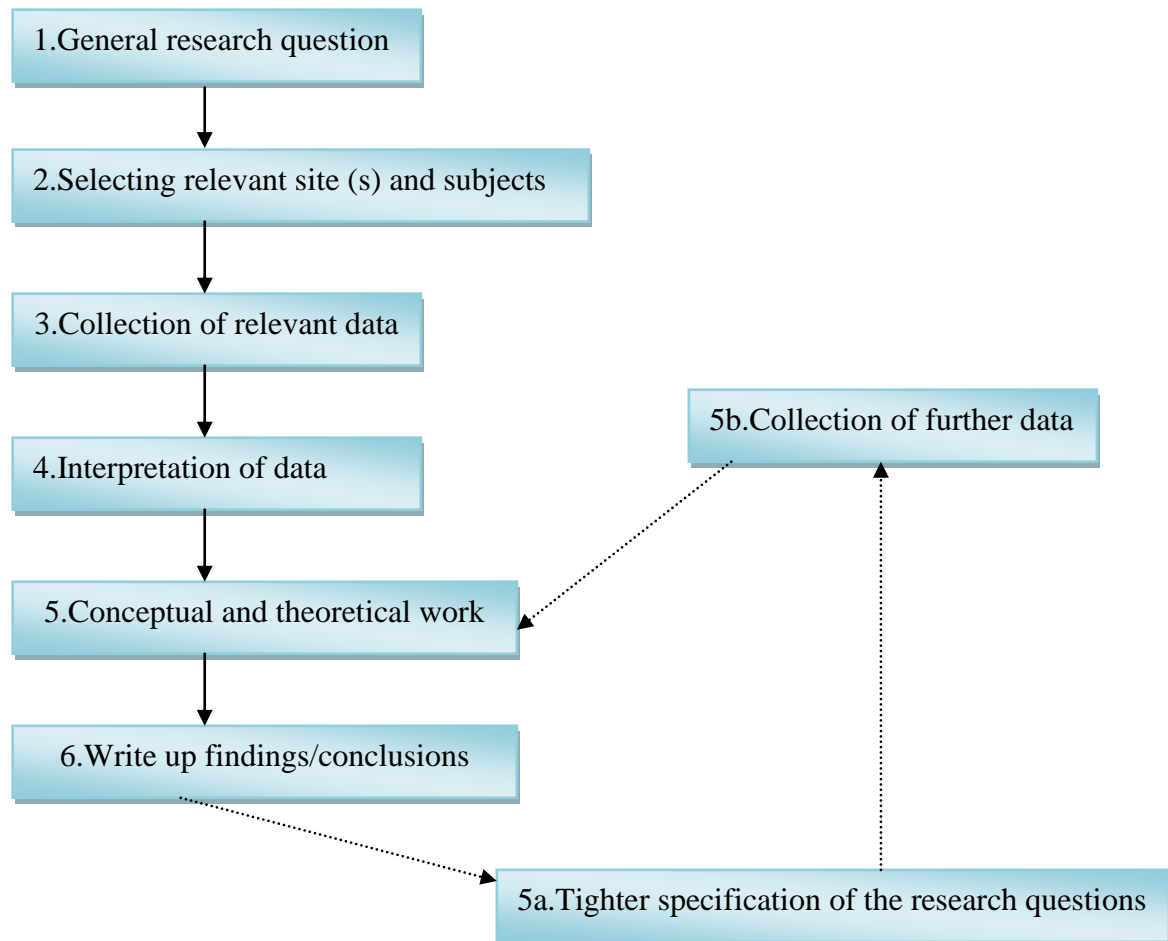 1.General research question
2.Selecting relevant site (s) and subjects
3.Collection of relevant data
5b.Collection of further data
4.Interpretation of data
5.Conceptual and theoretical work
6.Write up findings/conclusions
5a.Tighter specification of the research questions